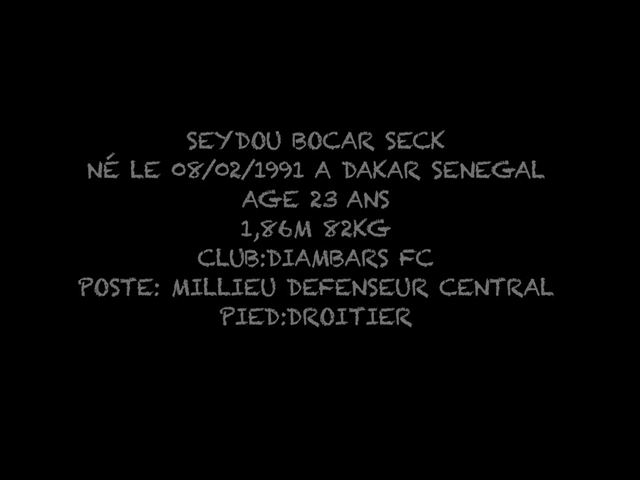 SEYDOU BOCAR SECK
NÉ LE 08/02/1991 A DAKAR SENEGAL
AGE 23 ANS
1,86M 82KG
CLUB:DIAMBARS FC
POSTE: MILLIEU DEFENSEUR CENTRAL
PIED:DROITIER